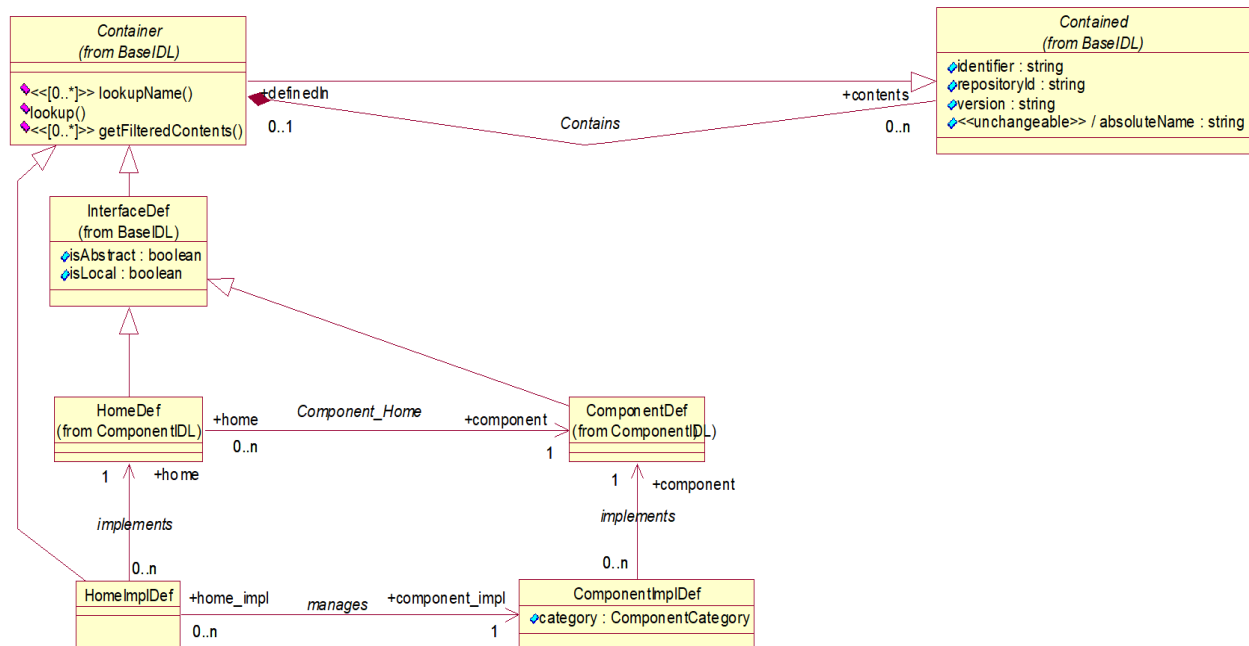 Container
(from BaseIDL)
<<[0..*]>> lookupName()
lookup()
<<[0..*]>> getFilteredContents()
Contained
(from BaseIDL)
identifier : string
repositoryId : string
version : string
<<unchangeable>> / absoluteName : string
+definedIn
+contents
0..1
Contains
0..n
InterfaceDef
(from BaseIDL)
isAbstract : boolean
isLocal : boolean
HomeDef
(from ComponentIDL)
+home
Component_Home
+component
0..n
1
ComponentDef
(from ComponentIDL)
1
+home
1
+component
implements
implements
0..n
0..n
HomeImplDef
+home_impl
manages
+component_impl
0..n
1
ComponentImplDef
category : ComponentCategory